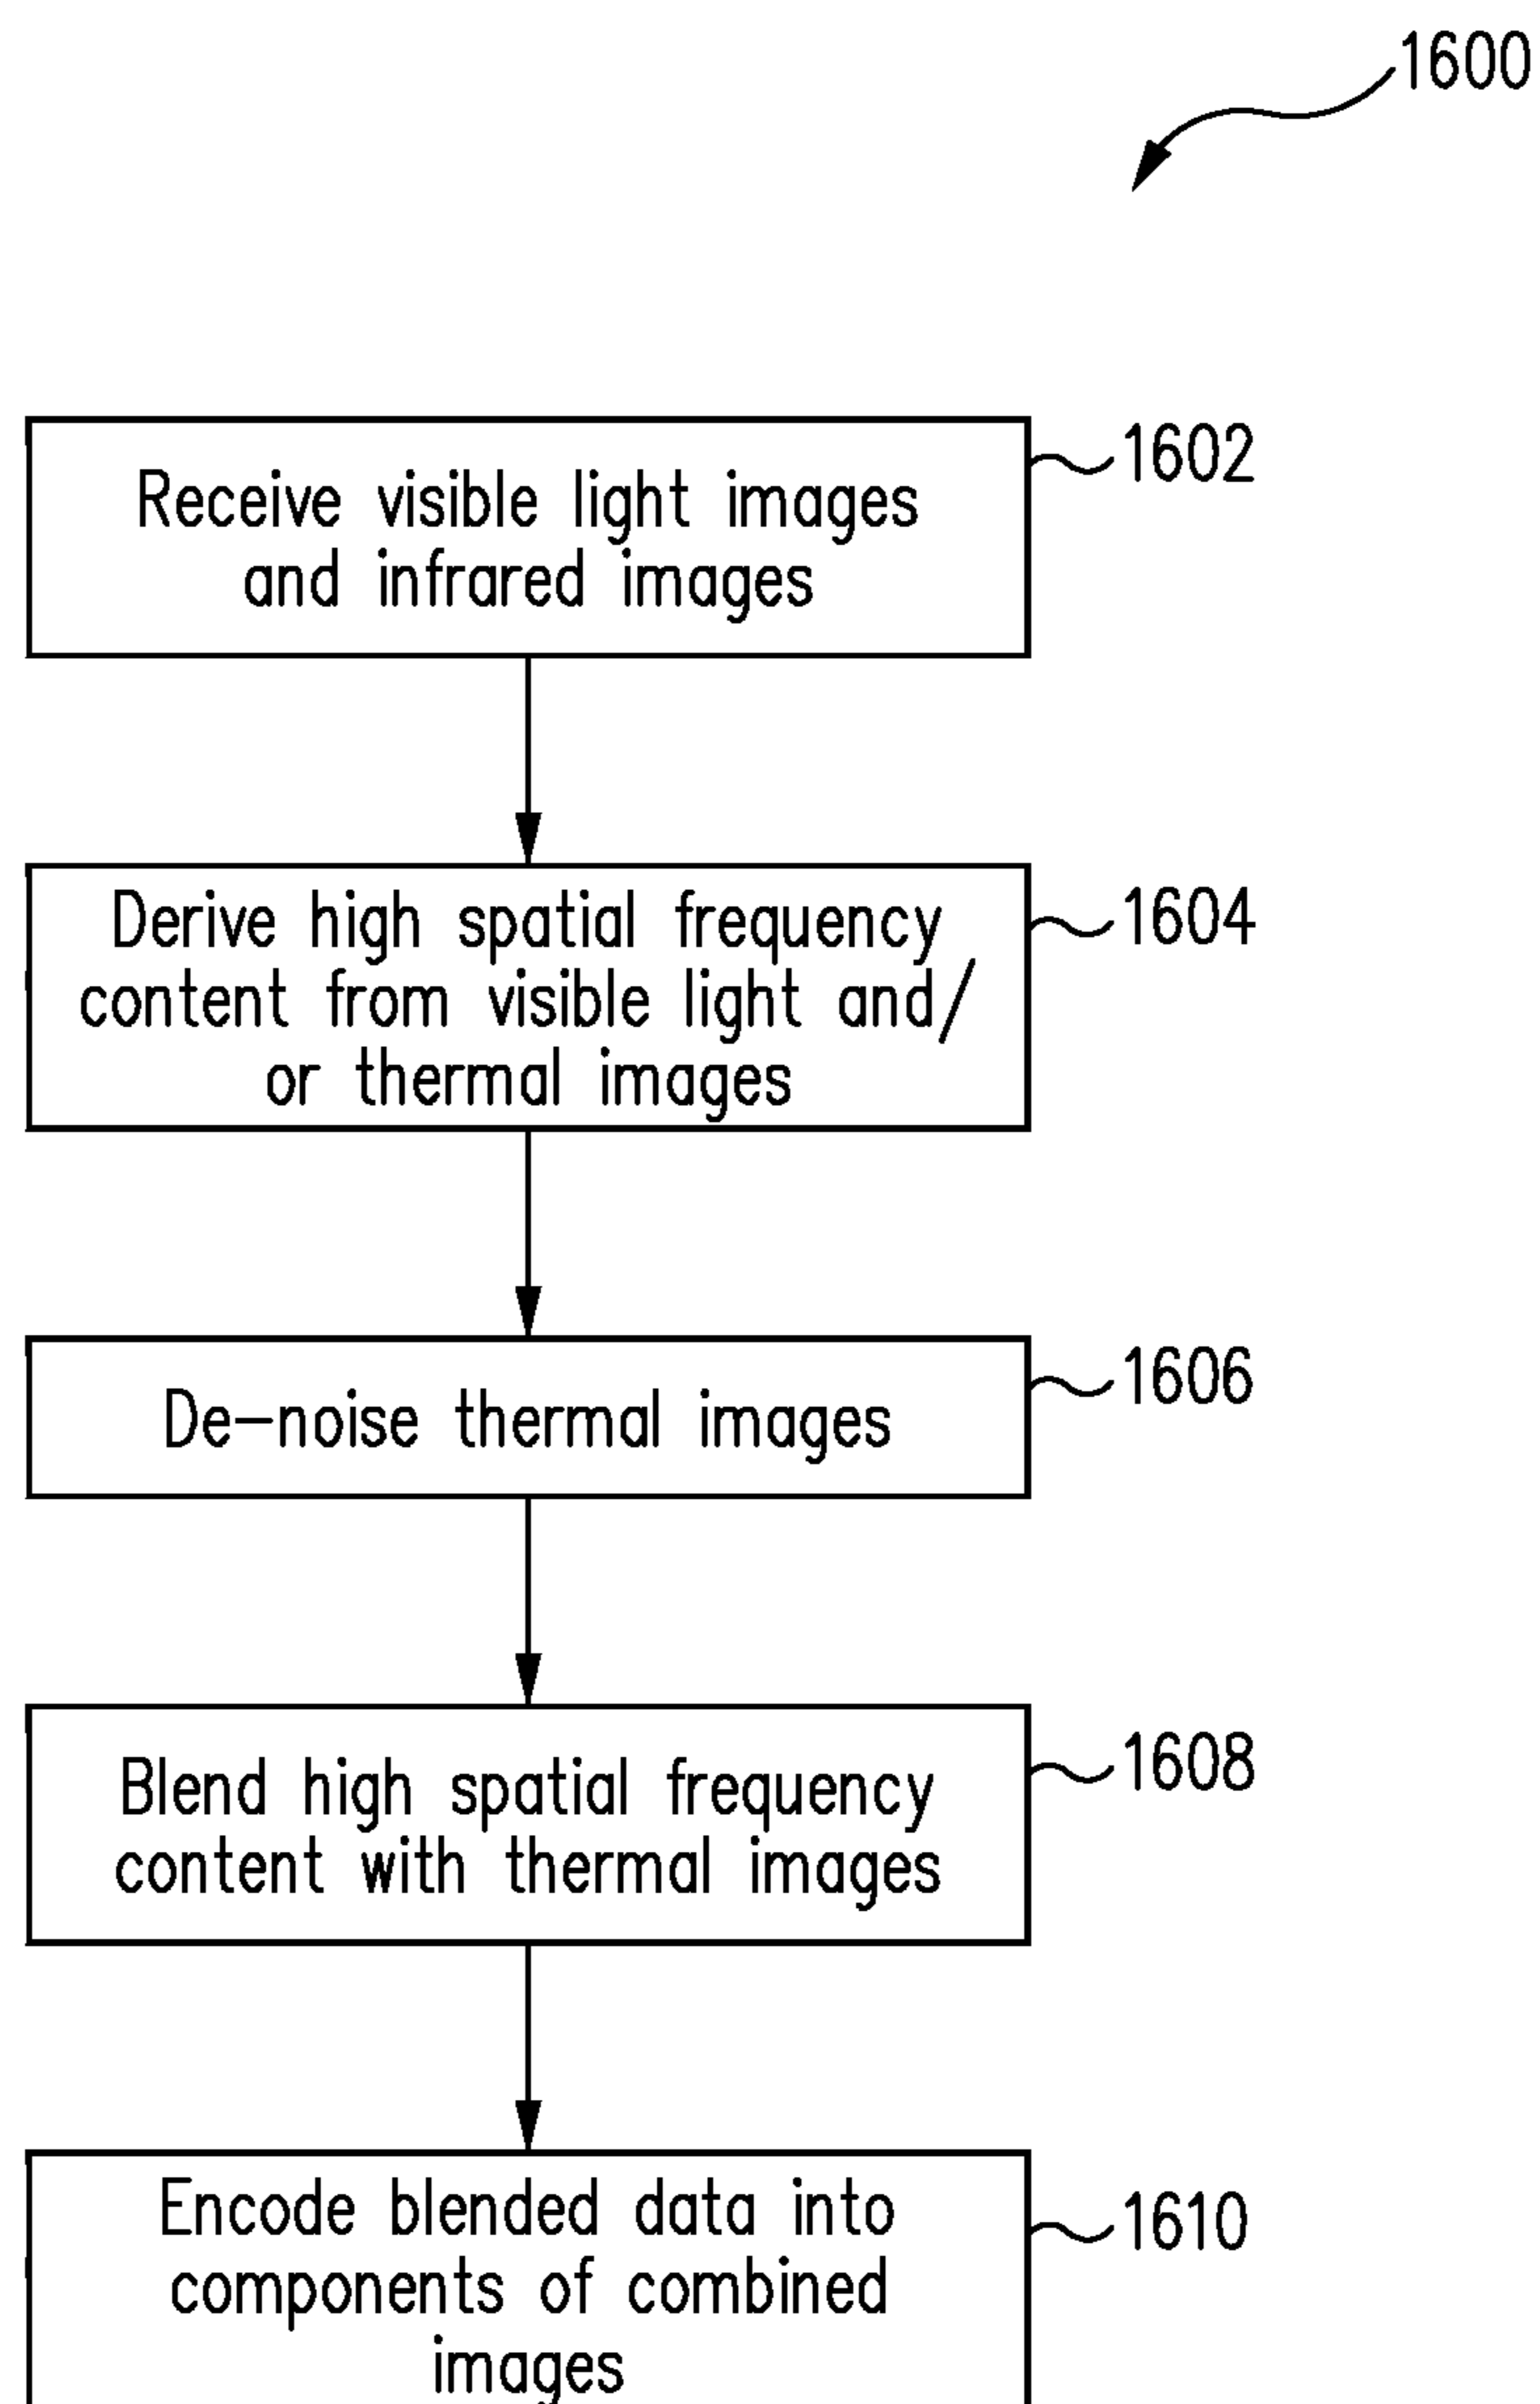 1600
Receive visible light images
and infrared images
1602
Derive high spatial frequency
content from visible light and/
or thermal images
1604
De-noise thermal images
1606
Blend high spatial frequency
content with thermal images
1608
Encode blended data into
components of combined
images
1610